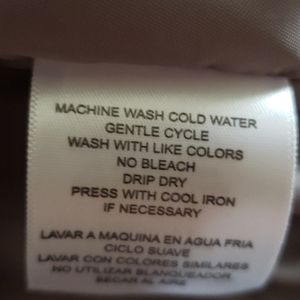 MACHINE WASH COLD WATER
GENTLE CYCLE
WASH WITH LIKE COLORS
NO BLEACH
DRIP DRY
PRESS WITH COOL IRON
IF NECESSARY
LAVAR A MAQUINA EN AGUA FRIA
CICLO SUAVE
LAVAR CON COLORES SIMILARES
NO UTILIZAR BLANQUEADOR
SECAR AL AIRE